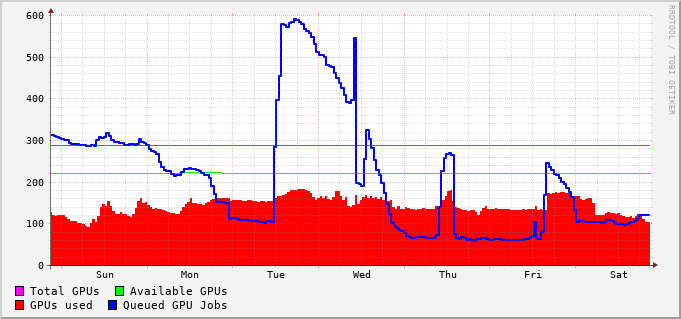 600
500
400
300
200
100
0
Sun Mon Tue Wed Thu Fri Sat
Total GPUs Available GPUs
GPUs used Queued GPU Jobs
RRDTOOL / TOBI OETIKER